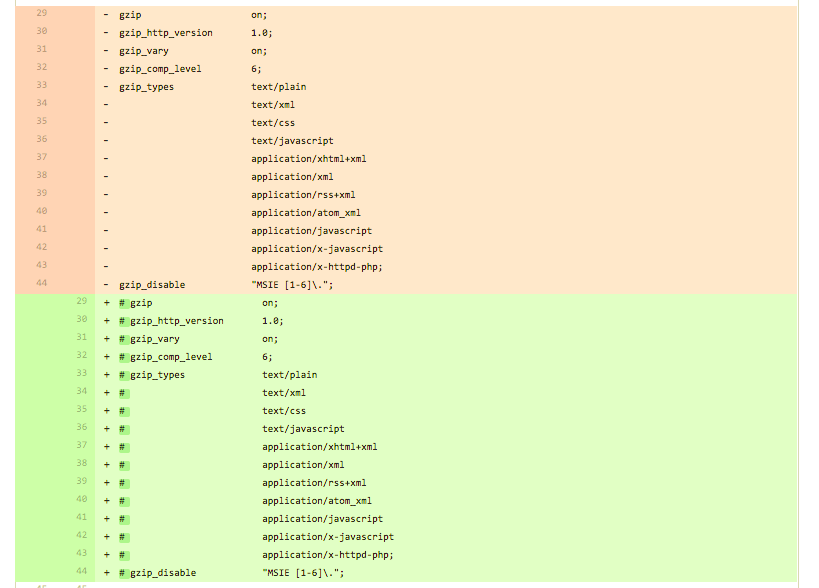 29 - gzip on;
30 - gzip_http_version 1.0;
31 - gzip_vary on;
32 - gzip_comp_level 6;
33 - gzip_types text/plain
34 - text/xml
35 - text/css
36 - text/javascript
37 - application/xhtml+xml
38 - application/xml
39 - application/rss+xml
40 - application/atom_xml
41 - application/javascript
42 - application/x-javascript
43 - application/x-httpd-php;
44 - gzip_disable "MSIE [1-6]\.";
29 + # gzip on;
30 + # gzip_http_version 1.0;
31 + # gzip_vary on;
32 + # gzip_comp_level 6;
33 + # gzip_types text/plain
34 + # text/xml
35 + # text/css
36 + # text/javascript
37 + # application/xhtml+xml
38 + # application/xml
39 + # application/rss+xml
40 + # application/atom_xml
41 + # application/javascript
42 + # application/x-javascript
43 + # application/x-httpd-php;
44 + # gzip_disable "MSIE [1-6]\.";